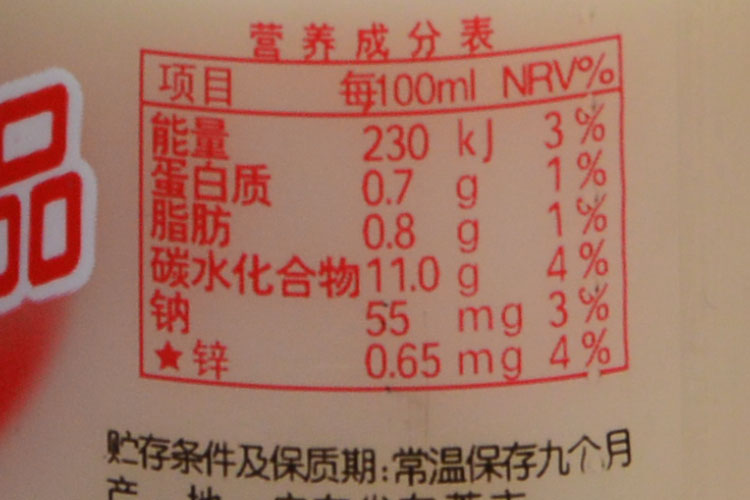 营养成分表
项目 每100ml NRV%
能量 230 kJ 3%
蛋白质 0.7 g 1%
脂肪 0.8 g 1%
碳水化合物 11.0 g 4%
钠 55 mg 3%
★锌 0.65 mg 4%
品
贮存条件及保质期:常温保存九个月
产 地